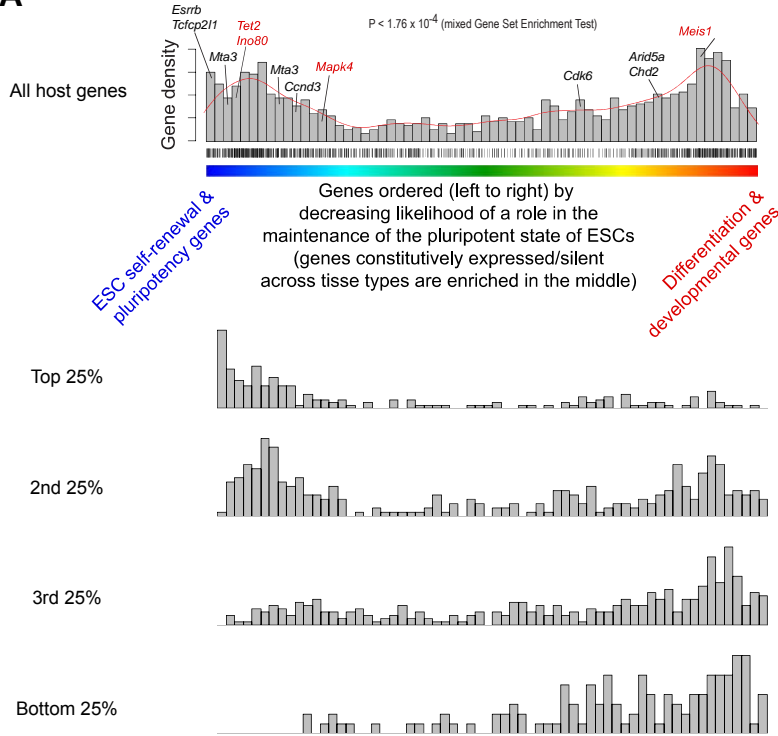 A
Esrrb
Tcfcp2l1
Tet2
Ino80
P < 1.76 x 10⁻⁴ (mixed Gene Set Enrichment Test)
Meis1
Mta3
Mta3
Mapk4
Ccnd3
Cdk6
Arid5a
Chd2
All host genes
Gene density
Genes ordered (left to right) by
decreasing likelihood of a role in the
maintenance of the pluripotent state of ESCs
(genes constitutively expressed/silent
across tisse types are enriched in the middle)
ESC self-renewal &
pluripotency genes
Differentiation &
developmental genes
Top 25%
2nd 25%
3rd 25%
Bottom 25%